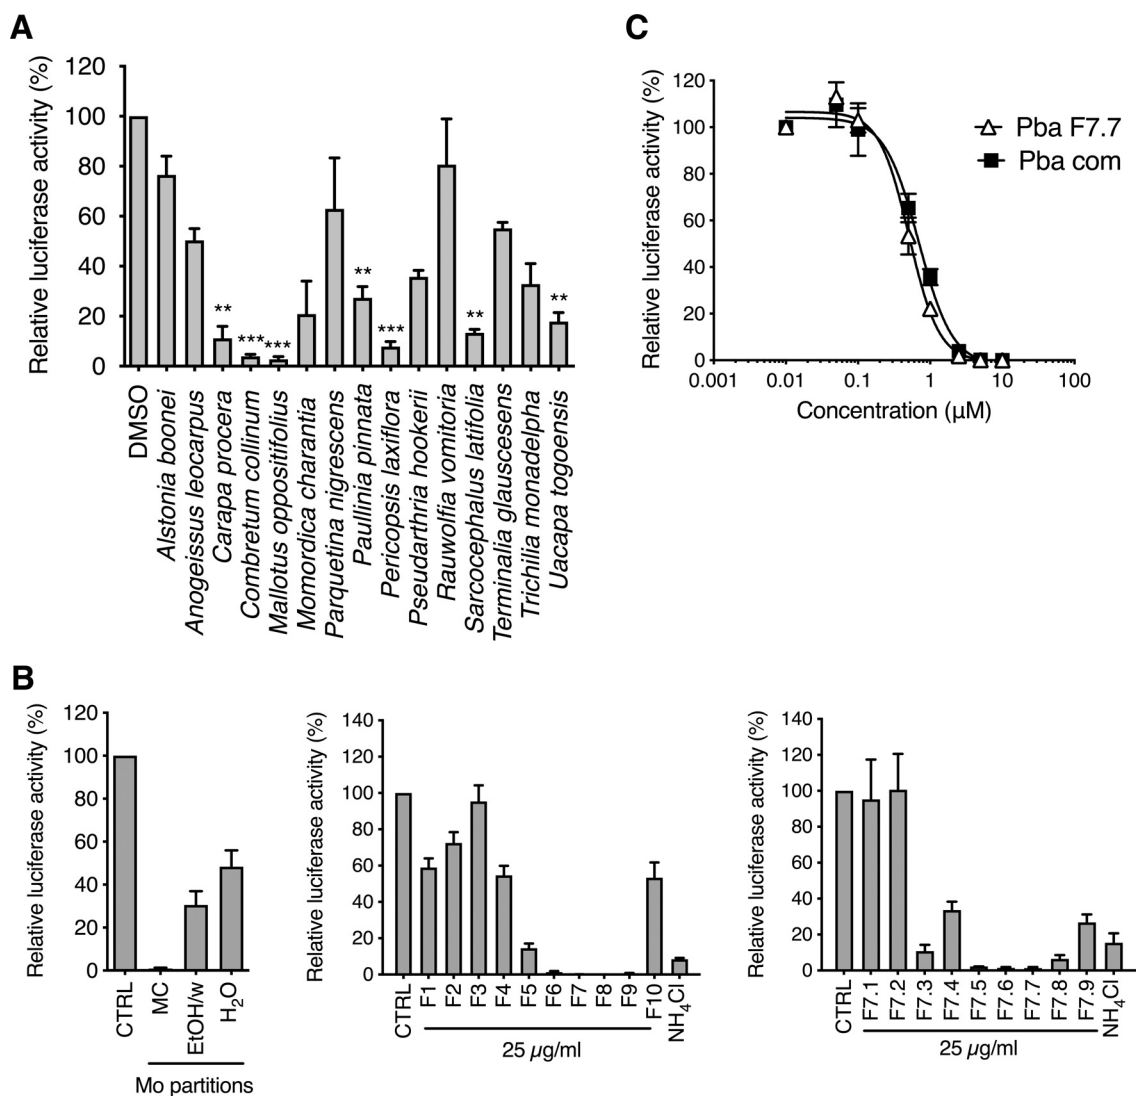 A
Relative luciferase activity (%)
120
100
80
60
40
20
0
**
***
***
**
***
**
**
DMSO
Alstonia boonei
Anogeissus leocarpus
Carapa procera
Combretum collinum
Mallotus oppositifolius
Momordica charantia
Parquetina nigrescens
Paullinia pinnata
Pericopsis laxiflora
Pseudarthria hookerii
Rauwolfia vomitoria
Sarcocephalus latifolia
Terminalia glauscesens
Trichilia monadelpha
Uacapa togoensis
C
Relative luciferase activity (%)
120
100
80
60
40
20
0
0.001
0.01
0.1
1
10
100
Concentration (µM)
Pba F7.7
Pba com
B
Relative luciferase activity (%)
120
100
80
60
40
20
0
CTRL
MC
EtOH/w
H2O
Mo partitions
Relative luciferase activity (%)
140
120
100
80
60
40
20
0
CTRL
F1
F2
F3
F4
F5
F6
F7
F8
F9
F10
NH4Cl
25 µg/ml
Relative luciferase activity (%)
140
120
100
80
60
40
20
0
CTRL
F7.1
F7.2
F7.3
F7.4
F7.5
F7.6
F7.7
F7.8
F7.9
NH4Cl
25 µg/ml